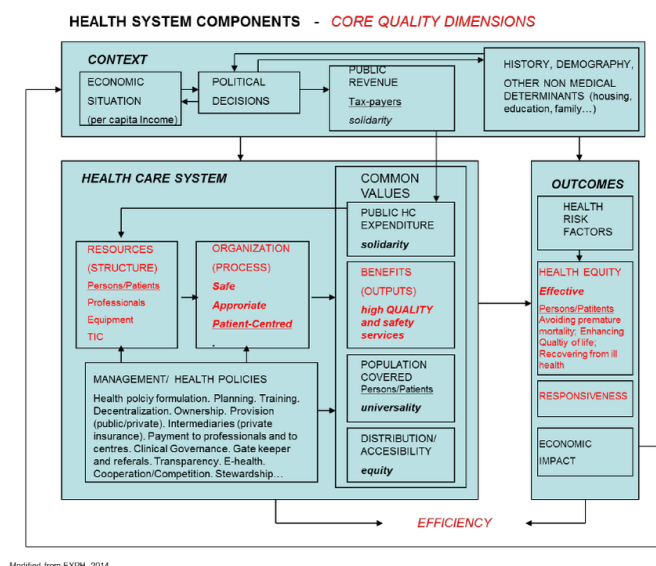 HEALTH SYSTEM COMPONENTS - CORE QUALITY DIMENSIONS
CONTEXT
ECONOMIC
SITUATION
(per capita Income)
POLITICAL
DECISIONS
PUBLIC
REVENUE
Tax-payers
solidarity
HISTORY, DEMOGRAPHY,
OTHER NON MEDICAL
DETERMINANTS (housing,
education, family…)
HEALTH CARE SYSTEM
RESOURCES
(STRUCTURE)
Persons/Patients
Professionals
Equipment
TIC
ORGANIZATION
(PROCESS)
Safe
Approriate
Patient-Centred
.
MANAGEMENT/ HEALTH POLICIES
Health polciy formulation. Planning. Training.
Decentralization. Ownership. Provision
(public/private). Intermediaries (private
insurance). Payment to professionals and to
centres. Clinical Governance. Gate keeper
and referrals. Transparency. E-health.
Cooperation/Competition. Stewardship…
COMMON
VALUES
PUBLIC HC
EXPENDITURE
solidarity
BENEFITS
(OUTPUTS)
high QUALITY
and safety
services
POPULATION
COVERED
Persons/Patients
universality
DISTRIBUTION/
ACCESIBILITY
equity
OUTCOMES
HEALTH
RISK
FACTORS
HEALTH EQUITY
Effective
Persons/Patitents
Avoiding premature
mortality; Enhancing
Qualtiy of life;
Recovering from ill
health
RESPONSIVENESS
ECONOMIC
IMPACT
EFFICIENCY
Modified from EXPH, 2014